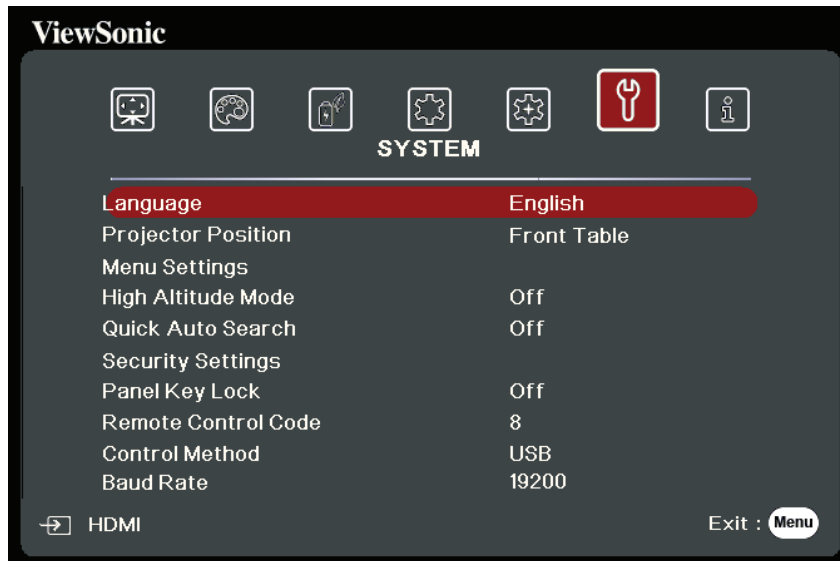 ViewSonic
SYSTEM
Language English
Projector Position Front Table
Menu Settings
High Altitude Mode Off
Quick Auto Search Off
Security Settings
Panel Key Lock Off
Remote Control Code 8
Control Method USB
Baud Rate 19200
HDMI Exit : Menu